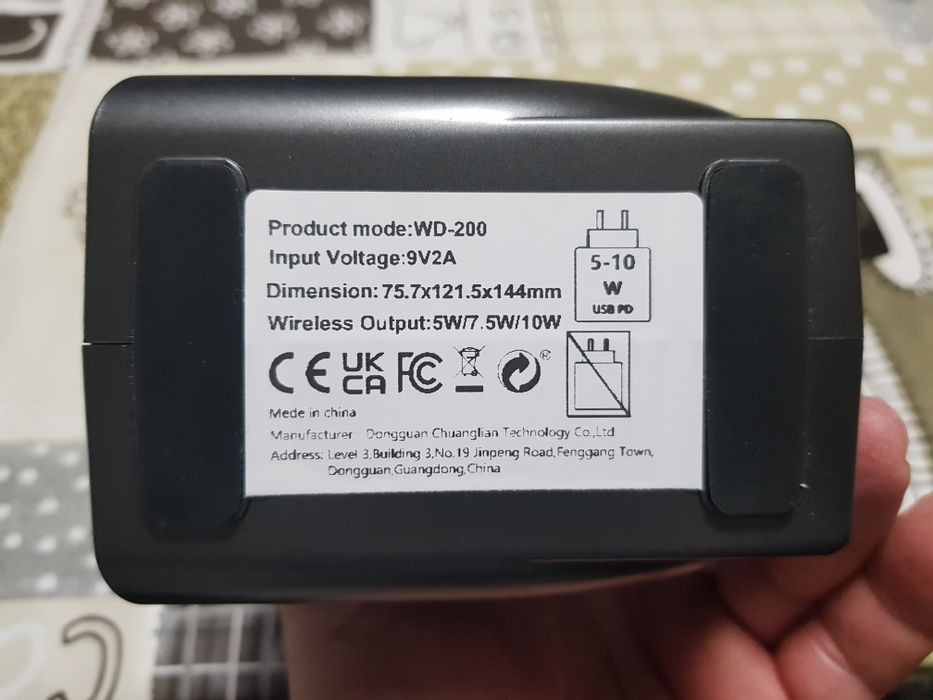 Product mode:WD-200
Input Voltage:9V2A
Dimension: 75.7x121.5x144mm
Wireless Output:5W/7.5W/10W
5-10
W
USB PD
CE UK CA FC ®
Mede in china
Manufacturer Dongguan Chuanglian Technology Co.,Ltd
Address: Level 3,Building 3,No.19 Jinpeng Road,Fenggang Town,
Dongguan,Guangdong,China